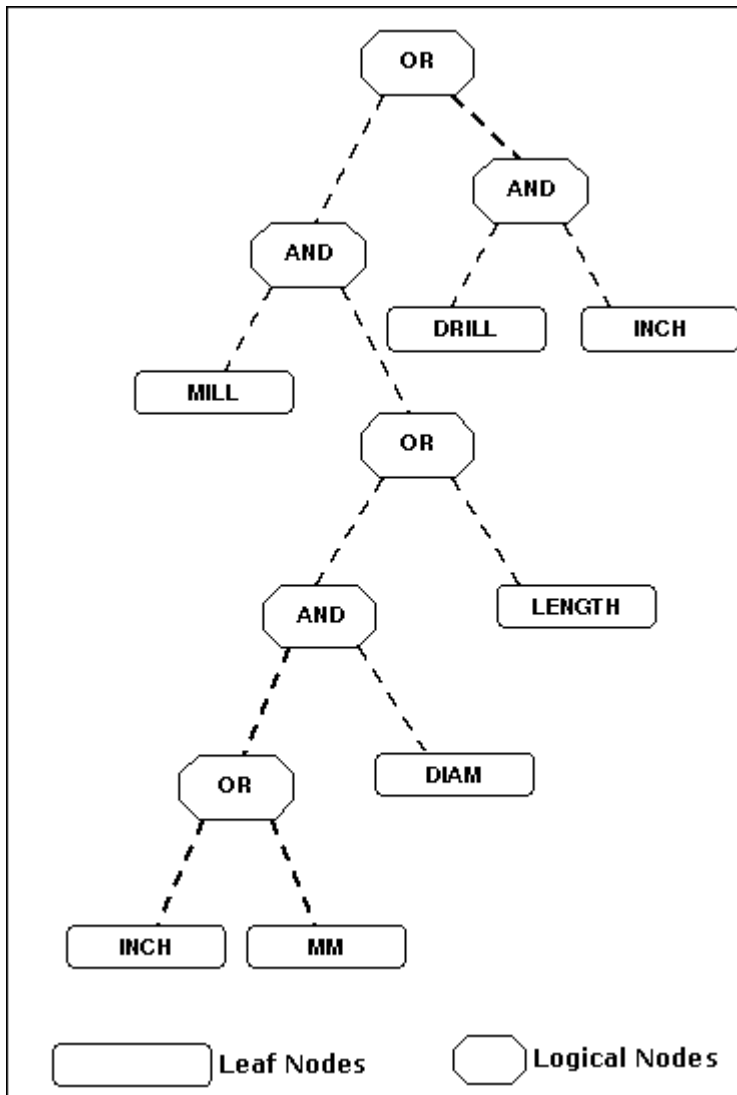 OR
AND
AND
DRILL
INCH
MILL
OR
LENGTH
AND
DIAM
OR
INCH
MM
Leaf Nodes
Logical Nodes